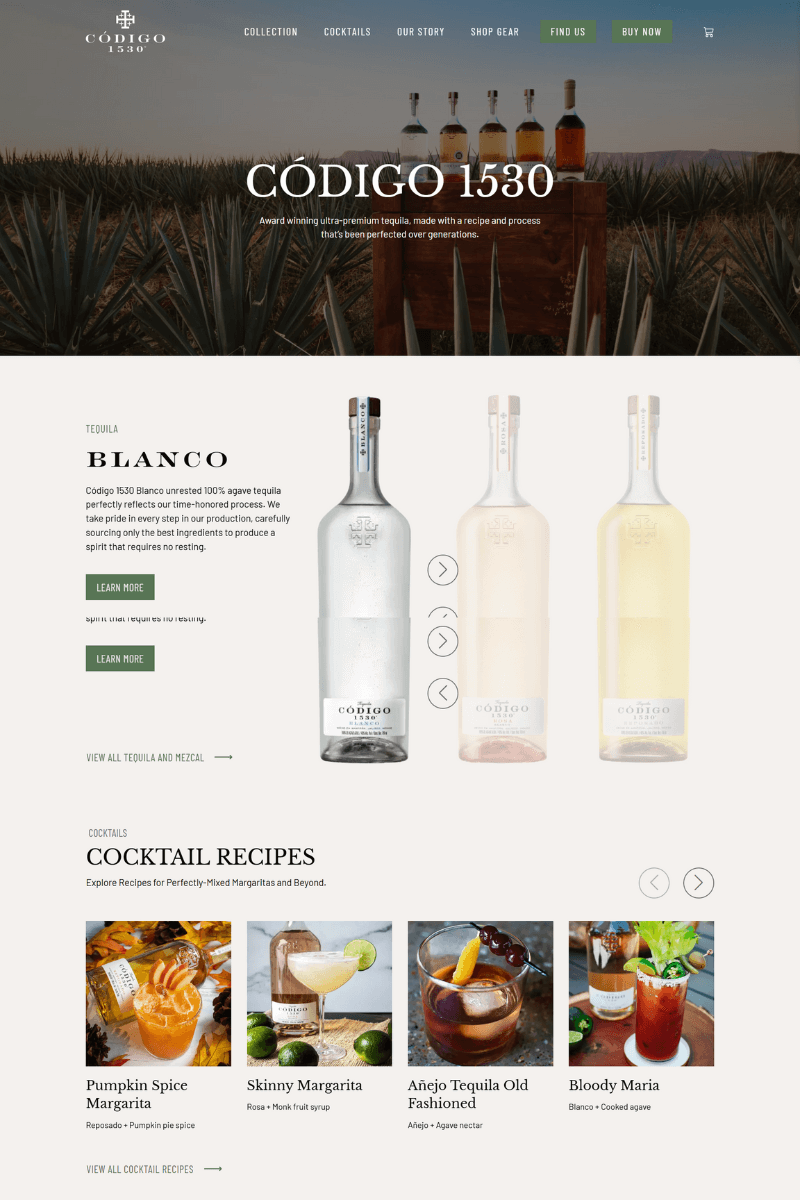 CÓDIGO
1530
COLLECTION
COCKTAILS
OUR STORY
SHOP GEAR
FIND US
BUY NOW
CÓDIGO 1530
Award winning ultra-premium tequila, made with a recipe and process
that's been perfected over generations.
TEQUILA
BLANCO
Código 1530 Blanco unrested 100% agave tequila
perfectly reflects our time-honored process. We
take pride in every step in our production, carefully
sourcing only the best ingredients to produce a
spirit that requires no resting.
LEARN MORE
spirit that requires no resting.
LEARN MORE
BLANCO
ROSA
REPOSADO
Tequila
CÓDIGO
1530
BLANCO
CÓDIGO
1530
ROSA
CÓDIGO
1530
REPOSADO
VIEW ALL TEQUILA AND MEZCAL
COCKTAILS
COCKTAIL RECIPES
Explore Recipes for Perfectly-Mixed Margaritas and Beyond.
CÓDIGO
CÓDIGO
Pumpkin Spice
Margarita
Reposado + Pumpkin pie spice
Skinny Margarita
Rosa + Monk fruit syrup
Añejo Tequila Old
Fashioned
Añejo + Agave nectar
Bloody Maria
Blanco + Cooked agave
VIEW ALL COCKTAIL RECIPES